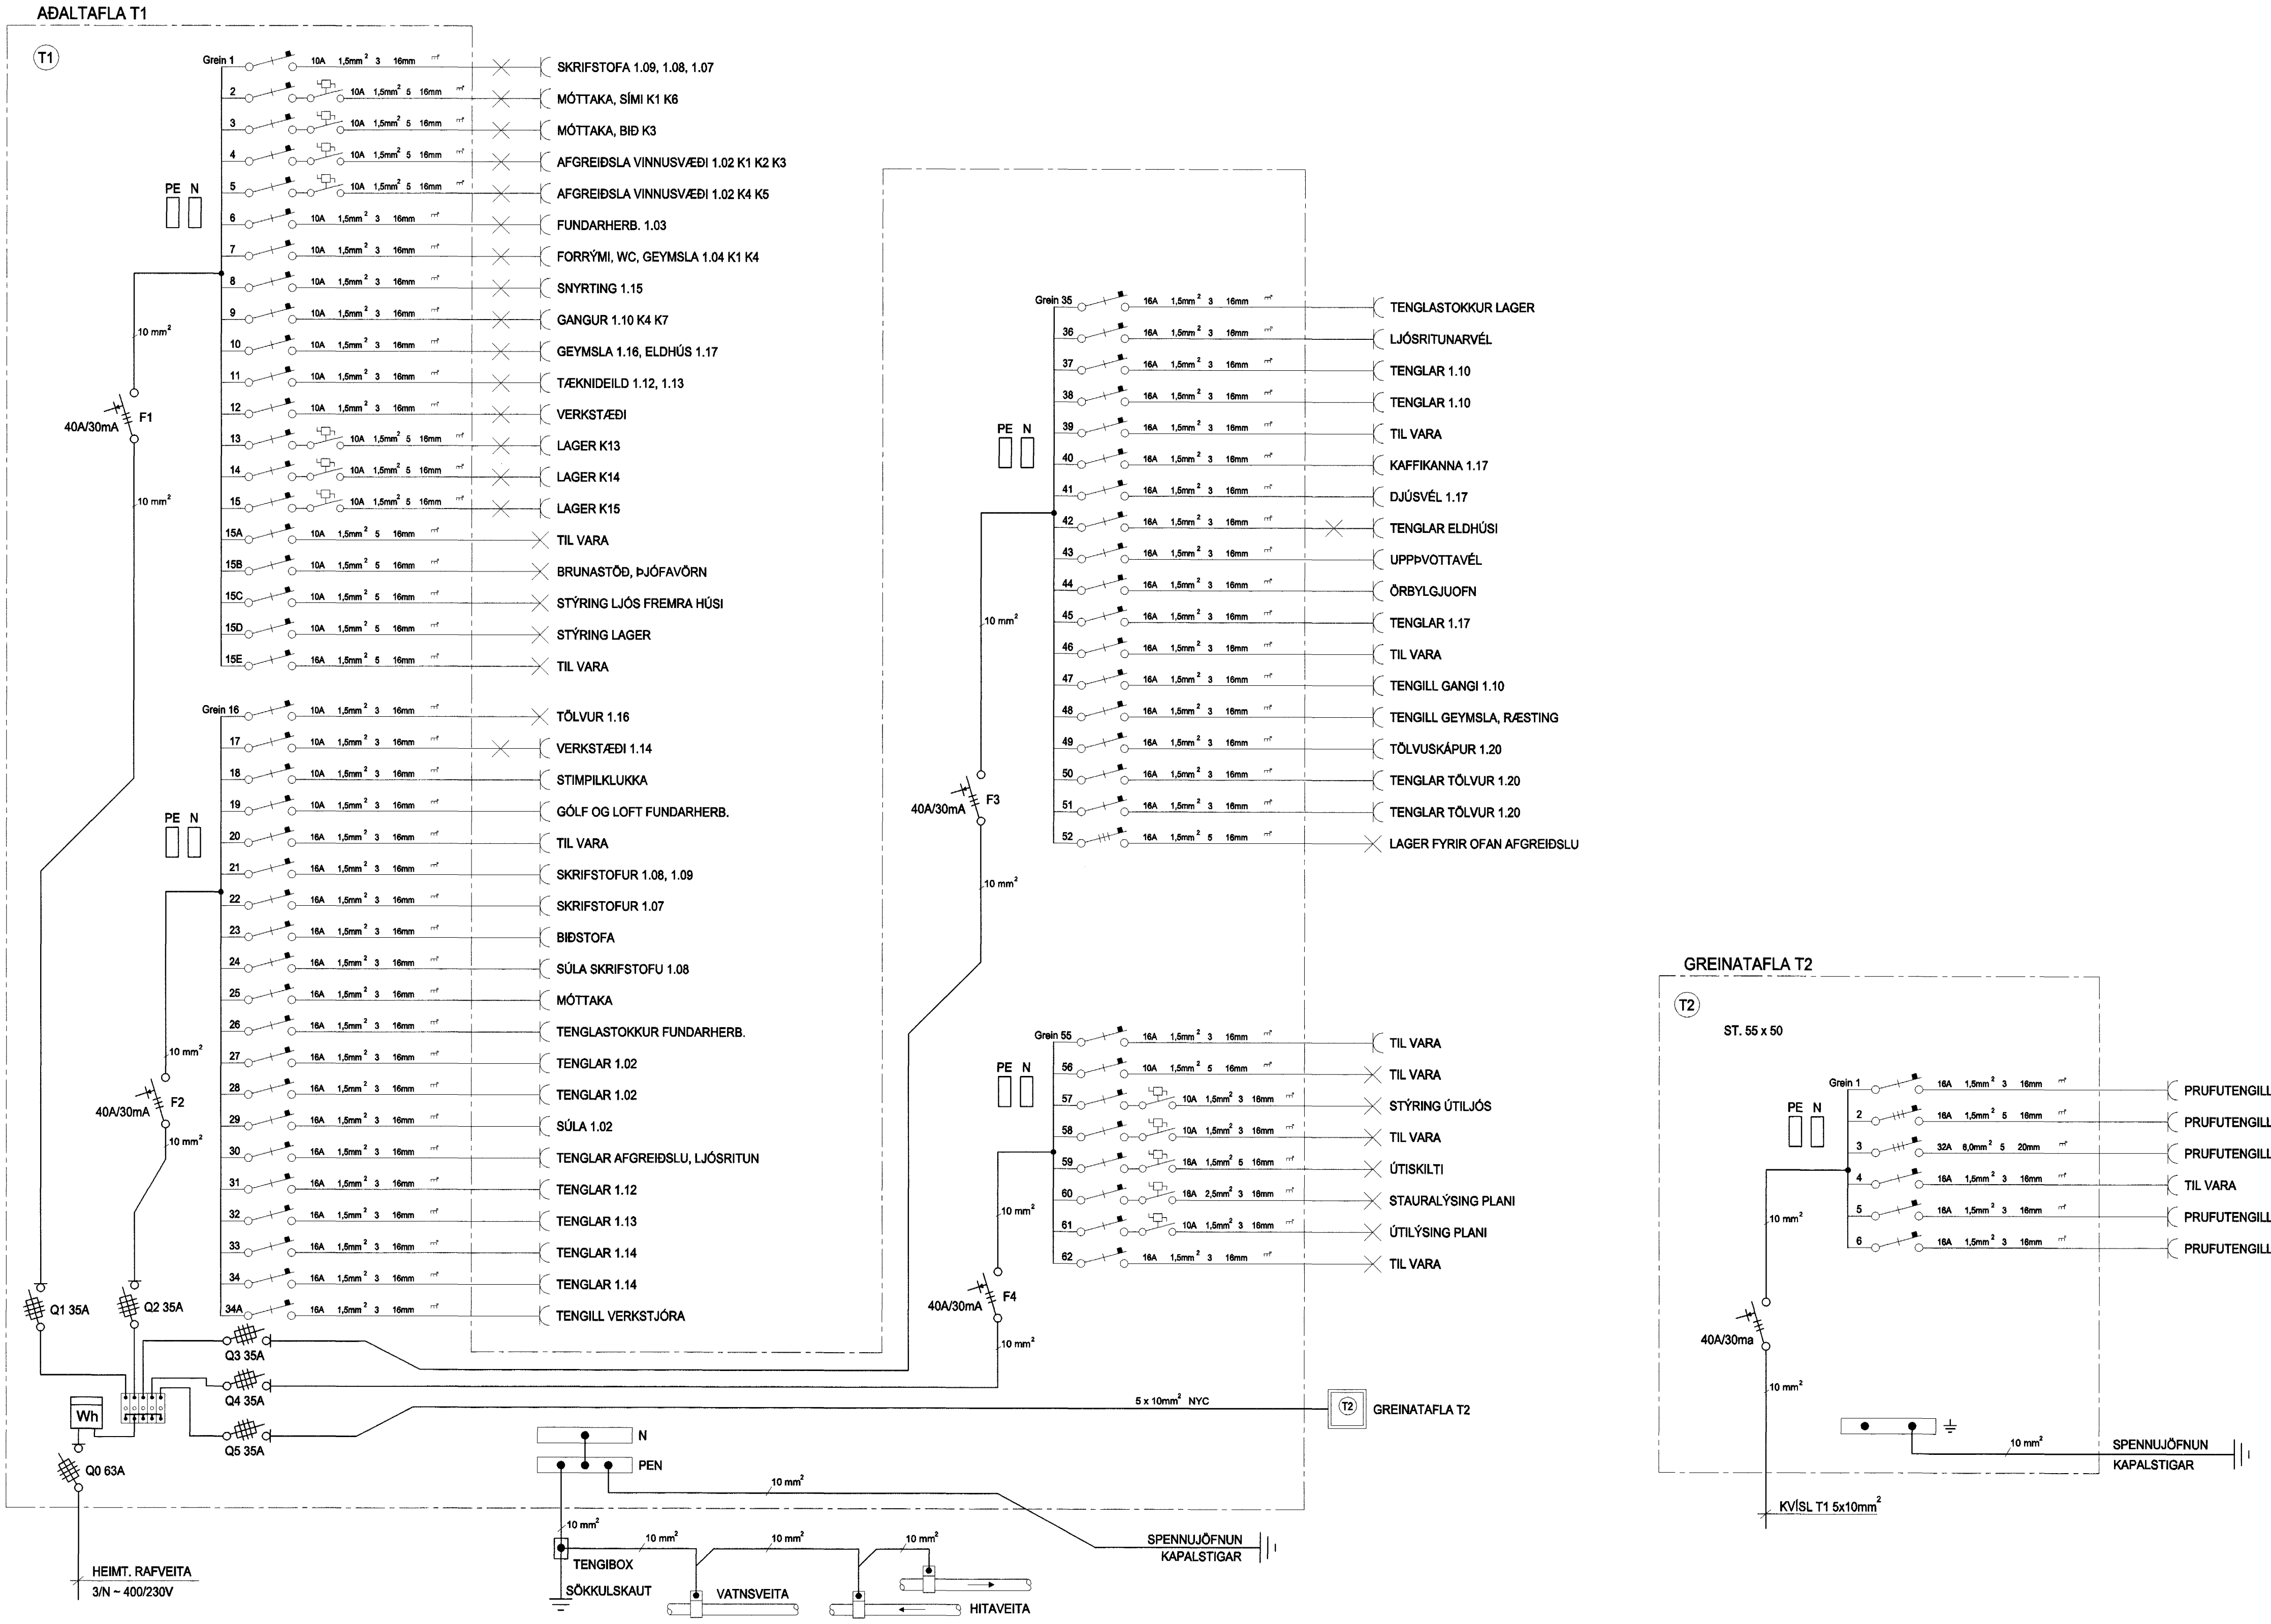 AÐALTAFLA T1
T1
Grein 1 10A 1,5mm² 3 16mm SKRIFSTOFA 1.09, 1.08, 1.07
2 10A 1,5mm² 5 16mm MÓTTAKA, SÍMI K1 K6
3 10A 1,5mm² 5 16mm MÓTTAKA, BIÐ K3
4 10A 1,5mm² 5 16mm AFGREIÐSLA VINNUSVÆÐI 1.02 K1 K2 K3
5 10A 1,5mm² 5 16mm AFGREIÐSLA VINNUSVÆÐI 1.02 K4 K5
6 10A 1,5mm² 3 16mm FUNDARHERB. 1.03
7 10A 1,5mm² 3 16mm FORRÝMI, WC, GEYMSLA 1.04 K1 K4
8 10A 1,5mm² 3 16mm SNYRTING 1.15
9 10A 1,5mm² 3 16mm GANGUR 1.10 K4 K7
10 10A 1,5mm² 3 16mm GEYMSLA 1.16, ELDHÚS 1.17
11 10A 1,5mm² 3 16mm TÆKNIDEILD 1.12, 1.13
12 10A 1,5mm² 3 16mm VERKSTÆÐI
13 10A 1,5mm² 5 16mm LAGER K13
14 10A 1,5mm² 5 16mm LAGER K14
15 10A 1,5mm² 5 16mm LAGER K15
15A 10A 1,5mm² 5 16mm TIL VARA
15B 10A 1,5mm² 5 16mm BRUNASTÖÐ, ÞJÓFAVÖRN
15C 10A 1,5mm² 5 16mm STÝRING LJÓS FREMRA HÚSI
15D 10A 1,5mm² 5 16mm STÝRING LAGER
15E 16A 1,5mm² 5 16mm TIL VARA
PE N
10 mm²
40A/30mA F1
10 mm²
Grein 16 10A 1,5mm² 3 16mm TÖLVUR 1.16
17 10A 1,5mm² 3 16mm VERKSTÆÐI 1.14
18 10A 1,5mm² 3 16mm STIMPILKLUKKA
19 10A 1,5mm² 3 16mm GÓLF OG LOFT FUNDARHERB.
20 16A 1,5mm² 3 16mm TIL VARA
21 16A 1,5mm² 3 16mm SKRIFSTOFUR 1.08, 1.09
22 16A 1,5mm² 3 16mm SKRIFSTOFUR 1.07
23 16A 1,5mm² 3 16mm BIÐSTOFA
24 16A 1,5mm² 3 16mm SÚLA SKRIFSTOFU 1.08
25 16A 1,5mm² 3 16mm MÓTTAKA
26 16A 1,5mm² 3 16mm TENGLASTOKKUR FUNDARHERB.
27 16A 1,5mm² 3 16mm TENGLAR 1.02
28 16A 1,5mm² 3 16mm TENGLAR 1.02
29 16A 1,5mm² 3 16mm SÚLA 1.02
30 16A 1,5mm² 3 16mm TENGLAR AFGREIÐSLU, LJÓSRITUN
31 16A 1,5mm² 3 16mm TENGLAR 1.12
32 16A 1,5mm² 3 16mm TENGLAR 1.13
33 16A 1,5mm² 3 16mm TENGLAR 1.14
34 16A 1,5mm² 3 16mm TENGLAR 1.14
34A 16A 1,5mm² 3 16mm TENGILL VERKSTJÓRA
PE N
10 mm²
40A/30mA F2
10 mm²
Q1 35A
Q2 35A
Q3 35A
Q4 35A
Q5 35A
Wh
Q0 63A
HEIMT. RAFVEITA
3/N ~ 400/230V
Grein 35 16A 1,5mm² 3 16mm TENGLASTOKKUR LAGER
36 16A 1,5mm² 3 16mm LJÓSRITUNARVÉL
37 16A 1,5mm² 3 16mm TENGLAR 1.10
38 16A 1,5mm² 3 16mm TENGLAR 1.10
39 16A 1,5mm² 3 16mm TIL VARA
40 16A 1,5mm² 3 16mm KAFFIKANNA 1.17
41 16A 1,5mm² 3 16mm DJÚSVÉL 1.17
42 16A 1,5mm² 3 16mm TENGLAR ELDHÚSI
43 16A 1,5mm² 3 16mm UPPÞVOTTAVÉL
44 16A 1,5mm² 3 16mm ÖRBYLGJUOFN
45 16A 1,5mm² 3 16mm TENGLAR 1.17
46 16A 1,5mm² 3 16mm TIL VARA
47 16A 1,5mm² 3 16mm TENGILL GANGI 1.10
48 16A 1,5mm² 3 16mm TENGILL GEYMSLA, RÆSTING
49 16A 1,5mm² 3 16mm TÖLVUSKÁPUR 1.20
50 16A 1,5mm² 3 16mm TENGLAR TÖLVUR 1.20
51 16A 1,5mm² 3 16mm TENGLAR TÖLVUR 1.20
52 16A 1,5mm² 5 16mm LAGER FYRIR OFAN AFGREIÐSLU
PE N
10 mm²
40A/30mA F3
10 mm²
Grein 55 16A 1,5mm² 3 16mm TIL VARA
56 10A 1,5mm² 5 16mm TIL VARA
57 10A 1,5mm² 3 16mm STÝRING ÚTILJÓS
58 10A 1,5mm² 3 16mm TIL VARA
59 16A 1,5mm² 5 16mm ÚTISKILTI
60 16A 2,5mm² 3 16mm STAURALÝSING PLANI
61 10A 1,5mm² 3 16mm ÚTILÝSING PLANI
62 16A 1,5mm² 3 16mm TIL VARA
PE N
10 mm²
40A/30mA F4
10 mm²
5 x 10mm² NYC
T2 GREINATAFLA T2
N
PEN
10 mm²
10 mm²
10 mm²
10 mm²
10 mm²
TENGIBOX
SÖKKULSKAUT
VATNSVEITA
HITAVEITA
SPENNUJÖFNUN
KAPALSTIGAR
GREINATAFLA T2
T2
ST. 55 x 50
Grein 1 16A 1,5mm² 3 16mm PRUFUTENGILL
2 16A 1,5mm² 5 16mm PRUFUTENGILL
3 32A 6,0mm² 5 20mm PRUFUTENGILL
4 16A 1,5mm² 3 16mm TIL VARA
5 16A 1,5mm² 3 16mm PRUFUTENGILL
6 16A 1,5mm² 3 16mm PRUFUTENGILL
PE N
10 mm²
40A/30ma
10 mm²
10 mm²
SPENNUJÖFNUN
KAPALSTIGAR
KVÍSL T1 5x10mm²